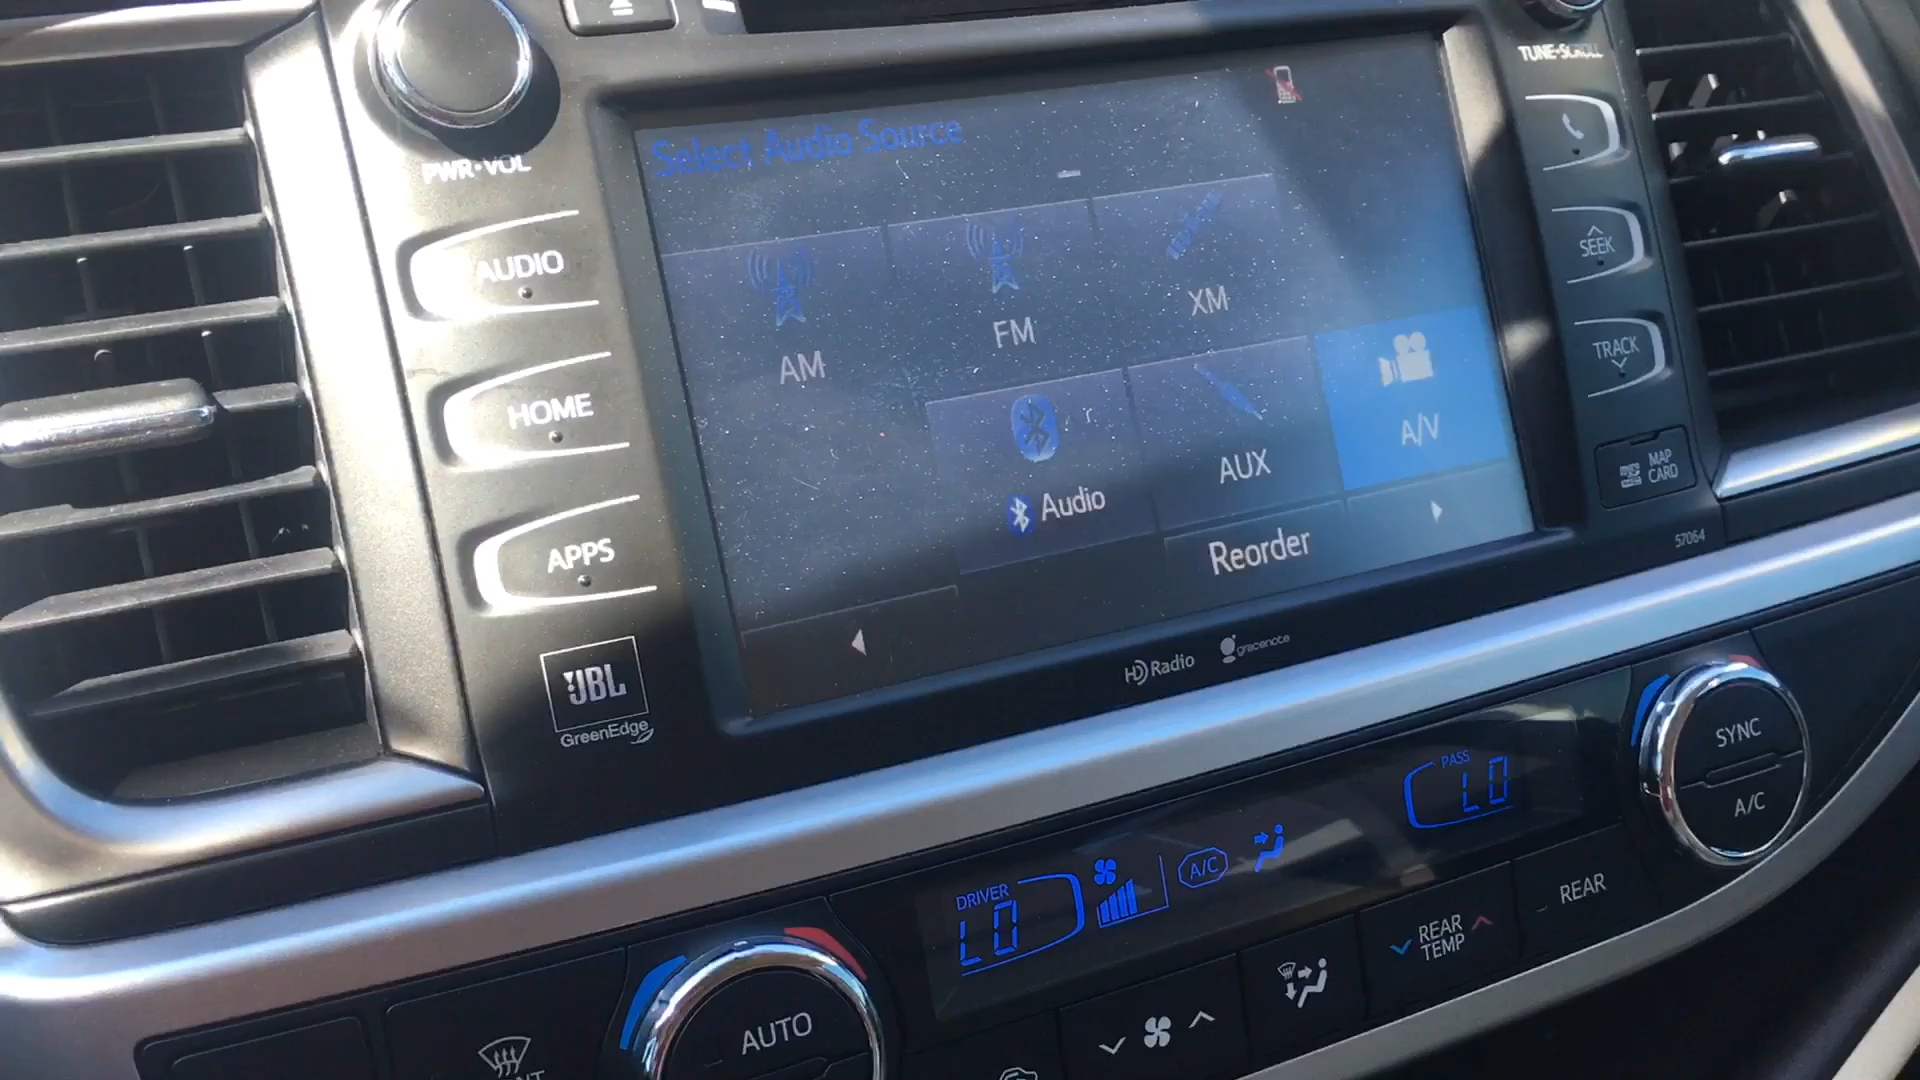 PWR•VOL
TUNE•SCROLL
Select Audio Source
AUDIO
HOME
APPS
AM
FM
XM
Audio
AUX
A/V
Reorder
SEEK
TRACK
MAP
CARD
57064
JBL
GreenEdge
HD Radio
gracenote
SYNC
A/C
PASS
LO
DRIVER
LO
A/C
AUTO
REAR
TEMP
REAR